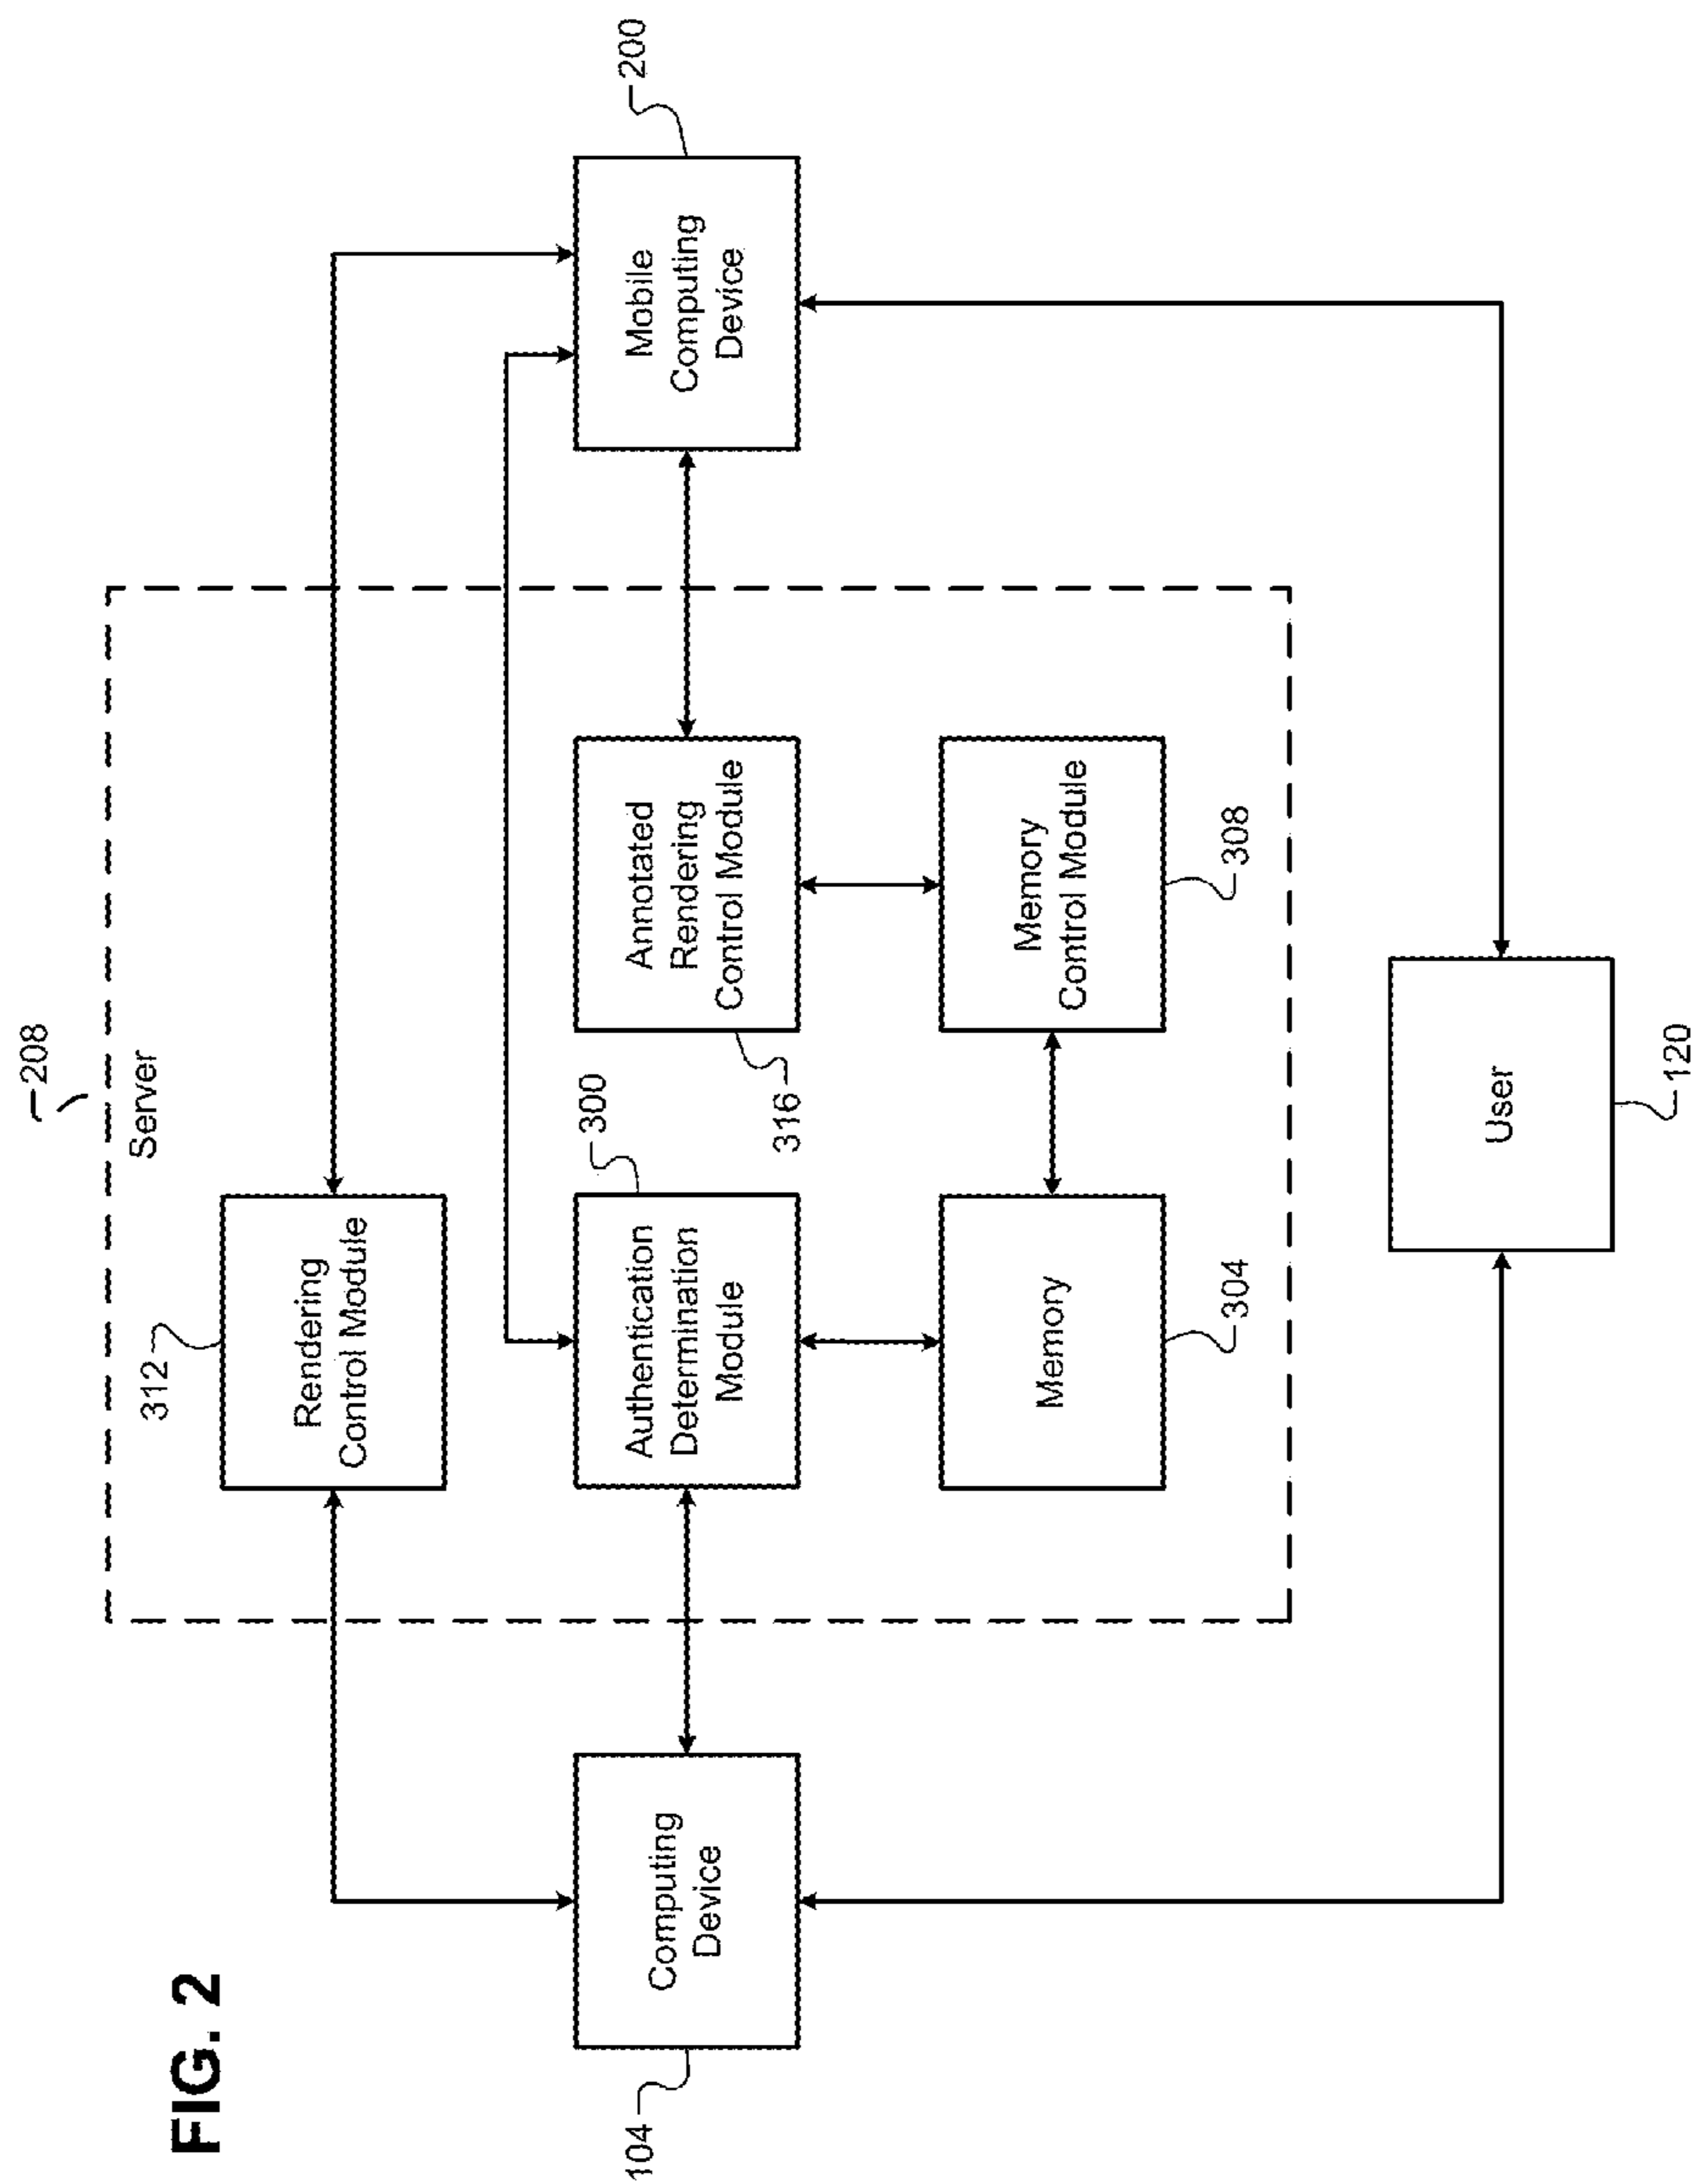 FIG. 2
208
Server
312
Rendering
Control Module
104
Computing
Device
300
Authentication
Determination
Module
316
Annotated
Rendering
Control Module
200
Mobile
Computing
Device
Memory
304
Memory
Control Module
308
User
120